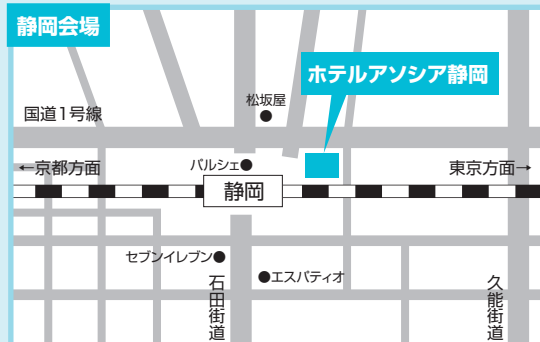 静岡会場
ホテルアソシア静岡
松坂屋
国道1号線
←京都方面
パルシェ
東京方面→
静岡
セブンイレブン
エスパティオ
石田街道
久能街道